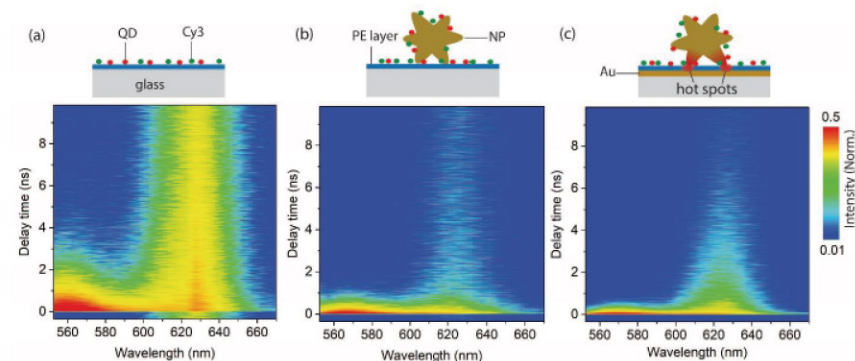 (a)
QD
Cy3
glass
(b)
PE layer
NP
(c)
Au
hot spots
Delay time (ns)
8
6
4
2
0
560 580 600 620 640 660
Wavelength (nm)
Delay time (ns)
8
6
4
2
0
560 580 600 620 640 660
Wavelength (nm)
Delay time (ns)
8
6
4
2
0
560 580 600 620 640 660
Wavelength (nm)
0.5
Intensity (Norm.)
0.01